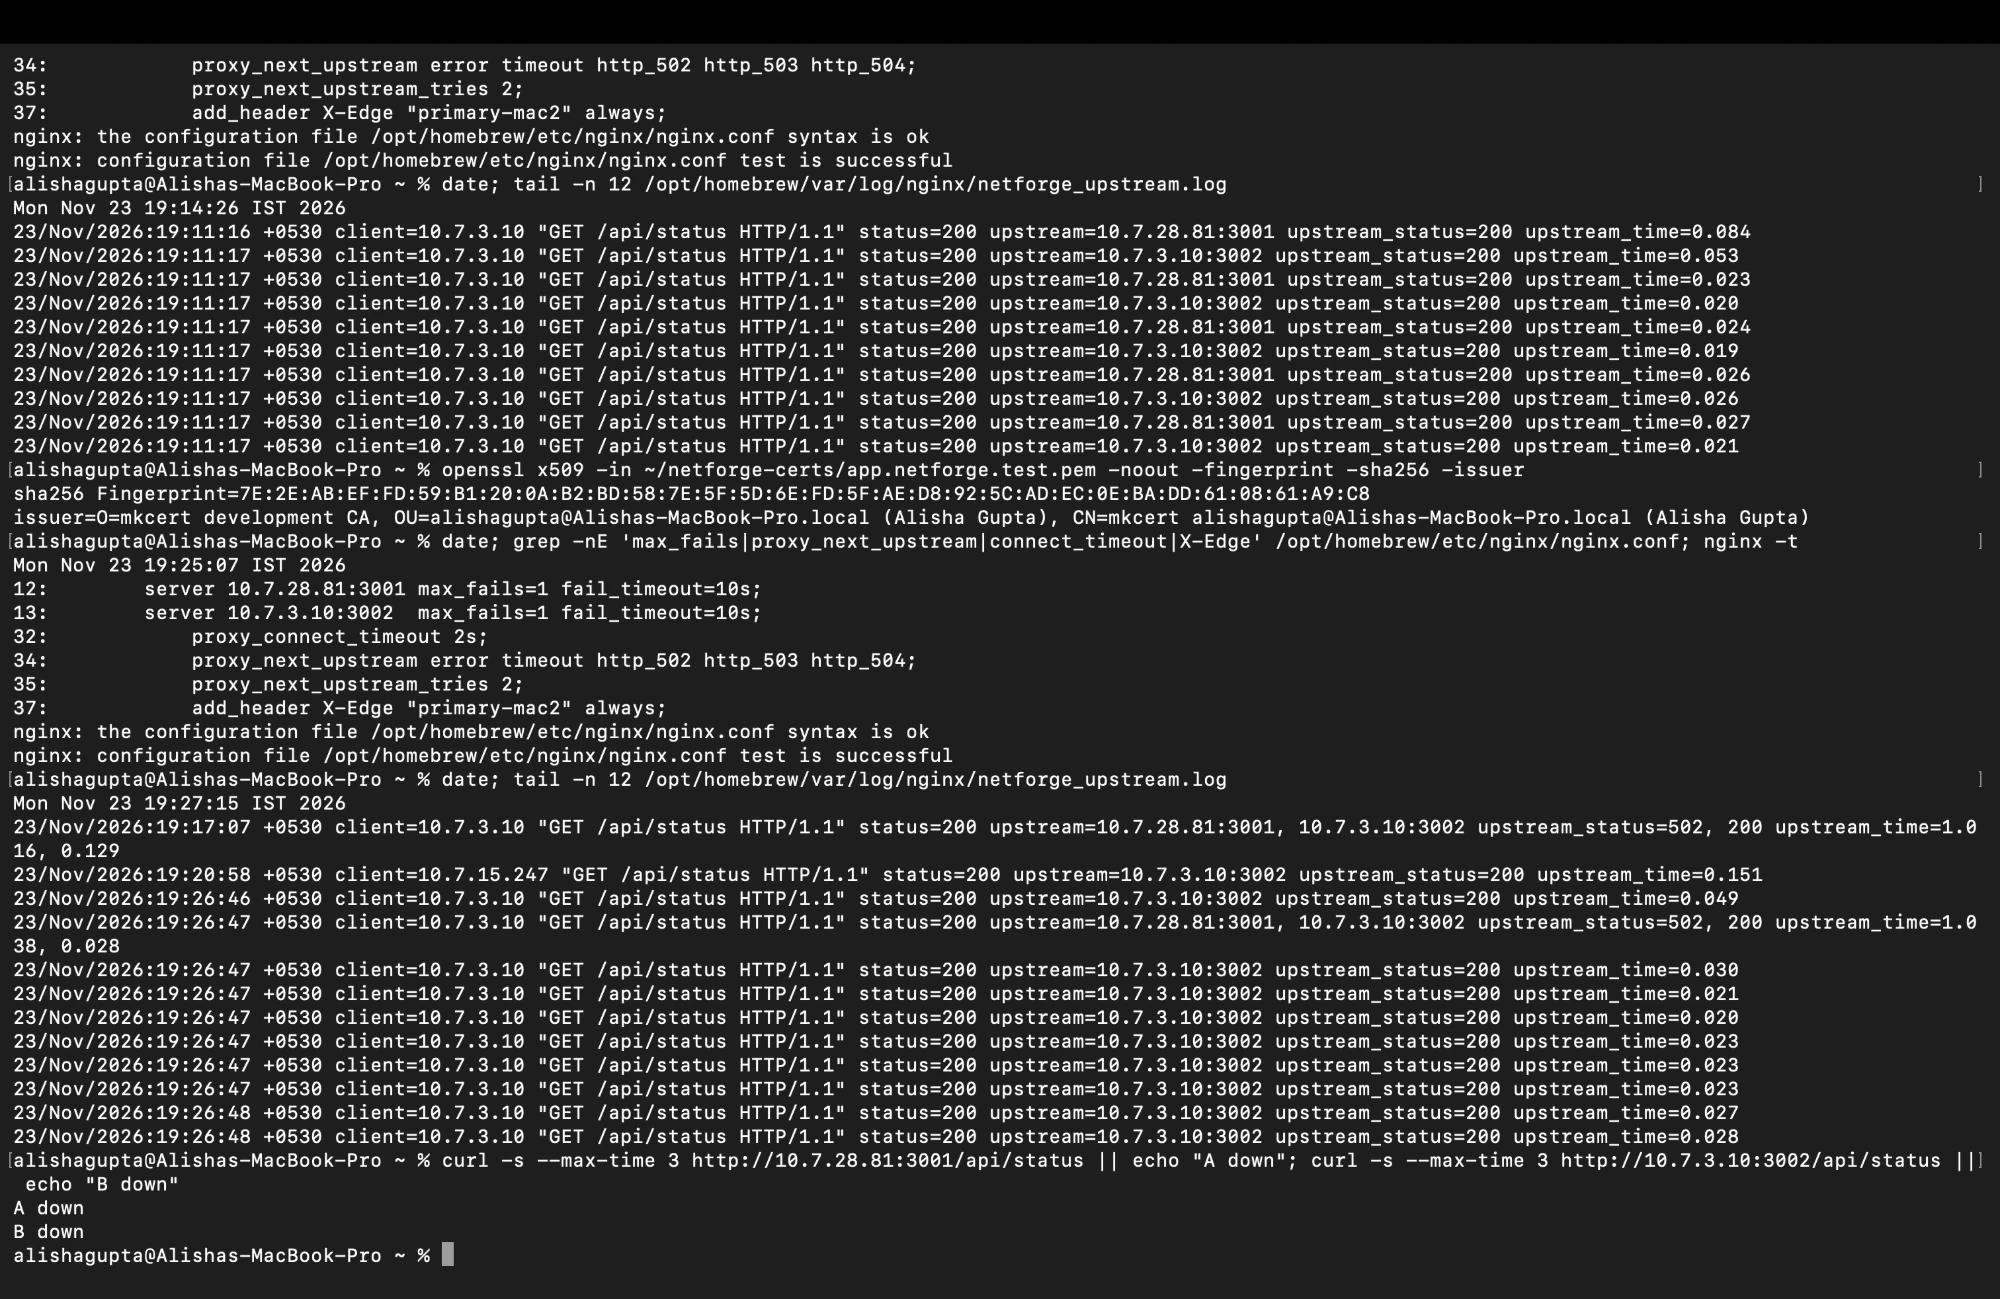 34:            proxy_next_upstream error timeout http_502 http_503 http_504;
35:            proxy_next_upstream_tries 2;
37:            add_header X-Edge "primary-mac2" always;
nginx: the configuration file /opt/homebrew/etc/nginx/nginx.conf syntax is ok
nginx: configuration file /opt/homebrew/etc/nginx/nginx.conf test is successful
[alishagupta@Alishas-MacBook-Pro ~ % date; tail -n 12 /opt/homebrew/var/log/nginx/netforge_upstream.log ]
Mon Nov 23 19:14:26 IST 2026
23/Nov/2026:19:11:16 +0530 client=10.7.3.10 "GET /api/status HTTP/1.1" status=200 upstream=10.7.28.81:3001 upstream_status=200 upstream_time=0.084
23/Nov/2026:19:11:17 +0530 client=10.7.3.10 "GET /api/status HTTP/1.1" status=200 upstream=10.7.3.10:3002 upstream_status=200 upstream_time=0.053
23/Nov/2026:19:11:17 +0530 client=10.7.3.10 "GET /api/status HTTP/1.1" status=200 upstream=10.7.28.81:3001 upstream_status=200 upstream_time=0.023
23/Nov/2026:19:11:17 +0530 client=10.7.3.10 "GET /api/status HTTP/1.1" status=200 upstream=10.7.3.10:3002 upstream_status=200 upstream_time=0.020
23/Nov/2026:19:11:17 +0530 client=10.7.3.10 "GET /api/status HTTP/1.1" status=200 upstream=10.7.28.81:3001 upstream_status=200 upstream_time=0.024
23/Nov/2026:19:11:17 +0530 client=10.7.3.10 "GET /api/status HTTP/1.1" status=200 upstream=10.7.3.10:3002 upstream_status=200 upstream_time=0.019
23/Nov/2026:19:11:17 +0530 client=10.7.3.10 "GET /api/status HTTP/1.1" status=200 upstream=10.7.28.81:3001 upstream_status=200 upstream_time=0.026
23/Nov/2026:19:11:17 +0530 client=10.7.3.10 "GET /api/status HTTP/1.1" status=200 upstream=10.7.3.10:3002 upstream_status=200 upstream_time=0.026
23/Nov/2026:19:11:17 +0530 client=10.7.3.10 "GET /api/status HTTP/1.1" status=200 upstream=10.7.28.81:3001 upstream_status=200 upstream_time=0.027
23/Nov/2026:19:11:17 +0530 client=10.7.3.10 "GET /api/status HTTP/1.1" status=200 upstream=10.7.3.10:3002 upstream_status=200 upstream_time=0.021
[alishagupta@Alishas-MacBook-Pro ~ % openssl x509 -in ~/netforge-certs/app.netforge.test.pem -noout -fingerprint -sha256 -issuer ]
sha256 Fingerprint=7E:2E:AB:EF:FD:59:B1:20:0A:B2:BD:58:7E:5F:5D:6E:FD:5F:AE:D8:92:5C:AD:EC:0E:BA:DD:61:08:61:A9:C8
issuer=O=mkcert development CA, OU=alishagupta@Alishas-MacBook-Pro.local (Alisha Gupta), CN=mkcert alishagupta@Alishas-MacBook-Pro.local (Alisha Gupta)
[alishagupta@Alishas-MacBook-Pro ~ % date; grep -nE 'max_fails|proxy_next_upstream|connect_timeout|X-Edge' /opt/homebrew/etc/nginx/nginx.conf; nginx -t ]
Mon Nov 23 19:25:07 IST 2026
12:        server 10.7.28.81:3001 max_fails=1 fail_timeout=10s;
13:        server 10.7.3.10:3002  max_fails=1 fail_timeout=10s;
32:            proxy_connect_timeout 2s;
34:            proxy_next_upstream error timeout http_502 http_503 http_504;
35:            proxy_next_upstream_tries 2;
37:            add_header X-Edge "primary-mac2" always;
nginx: the configuration file /opt/homebrew/etc/nginx/nginx.conf syntax is ok
nginx: configuration file /opt/homebrew/etc/nginx/nginx.conf test is successful
[alishagupta@Alishas-MacBook-Pro ~ % date; tail -n 12 /opt/homebrew/var/log/nginx/netforge_upstream.log ]
Mon Nov 23 19:27:15 IST 2026
23/Nov/2026:19:17:07 +0530 client=10.7.3.10 "GET /api/status HTTP/1.1" status=200 upstream=10.7.28.81:3001, 10.7.3.10:3002 upstream_status=502, 200 upstream_time=1.0
16, 0.129
23/Nov/2026:19:20:58 +0530 client=10.7.15.247 "GET /api/status HTTP/1.1" status=200 upstream=10.7.3.10:3002 upstream_status=200 upstream_time=0.151
23/Nov/2026:19:26:46 +0530 client=10.7.3.10 "GET /api/status HTTP/1.1" status=200 upstream=10.7.3.10:3002 upstream_status=200 upstream_time=0.049
23/Nov/2026:19:26:47 +0530 client=10.7.3.10 "GET /api/status HTTP/1.1" status=200 upstream=10.7.28.81:3001, 10.7.3.10:3002 upstream_status=502, 200 upstream_time=1.0
38, 0.028
23/Nov/2026:19:26:47 +0530 client=10.7.3.10 "GET /api/status HTTP/1.1" status=200 upstream=10.7.3.10:3002 upstream_status=200 upstream_time=0.030
23/Nov/2026:19:26:47 +0530 client=10.7.3.10 "GET /api/status HTTP/1.1" status=200 upstream=10.7.3.10:3002 upstream_status=200 upstream_time=0.021
23/Nov/2026:19:26:47 +0530 client=10.7.3.10 "GET /api/status HTTP/1.1" status=200 upstream=10.7.3.10:3002 upstream_status=200 upstream_time=0.020
23/Nov/2026:19:26:47 +0530 client=10.7.3.10 "GET /api/status HTTP/1.1" status=200 upstream=10.7.3.10:3002 upstream_status=200 upstream_time=0.023
23/Nov/2026:19:26:47 +0530 client=10.7.3.10 "GET /api/status HTTP/1.1" status=200 upstream=10.7.3.10:3002 upstream_status=200 upstream_time=0.023
23/Nov/2026:19:26:47 +0530 client=10.7.3.10 "GET /api/status HTTP/1.1" status=200 upstream=10.7.3.10:3002 upstream_status=200 upstream_time=0.023
23/Nov/2026:19:26:48 +0530 client=10.7.3.10 "GET /api/status HTTP/1.1" status=200 upstream=10.7.3.10:3002 upstream_status=200 upstream_time=0.027
23/Nov/2026:19:26:48 +0530 client=10.7.3.10 "GET /api/status HTTP/1.1" status=200 upstream=10.7.3.10:3002 upstream_status=200 upstream_time=0.028
[alishagupta@Alishas-MacBook-Pro ~ % curl -s --max-time 3 http://10.7.28.81:3001/api/status || echo "A down"; curl -s --max-time 3 http://10.7.3.10:3002/api/status ||]
 echo "B down"
A down
B down
alishagupta@Alishas-MacBook-Pro ~ %